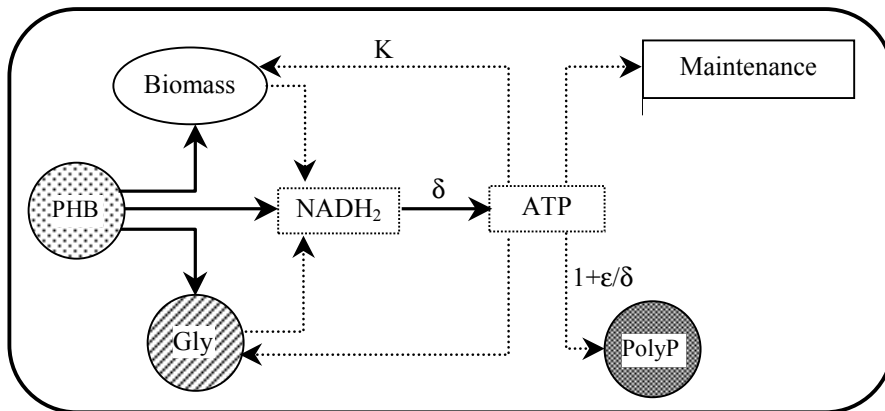 K
Biomass
Maintenance
PHB
NADH₂
δ
ATP
1+ε/δ
Gly
PolyP